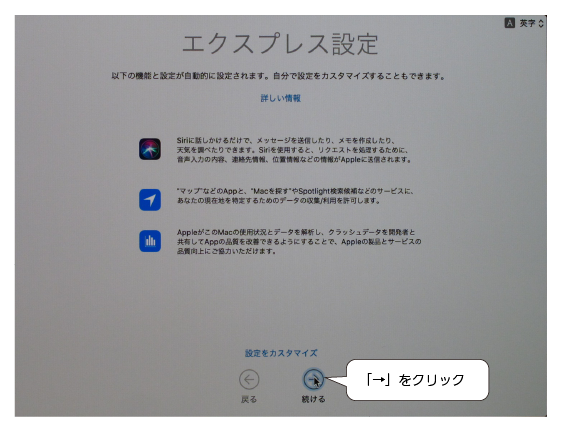 A 英字
エクスプレス設定
以下の機能と設定が自動的に設定されます。自分で設定をカスタマイズすることもできます。
詳しい情報
Siriに話しかけるだけで、メッセージを送信したり、メモを作成したり、
天気を調べたりできます。Siriを使用すると、リクエストを処理するために、
音声入力の内容、連絡先情報、位置情報などの情報がAppleに送信されます。
"マップ"などのAppと、"Macを探す"やSpotlight検索候補などのサービスに、
あなたの現在地を特定するためのデータの収集/利用を許可します。
AppleがこのMacの使用状況とデータを解析し、クラッシュデータを開発者と
共有してAppの品質を改善できるようにすることで、Appleの製品とサービスの
品質向上にご協力いただけます。
設定をカスタマイズ
戻る
続ける
「→」をクリック